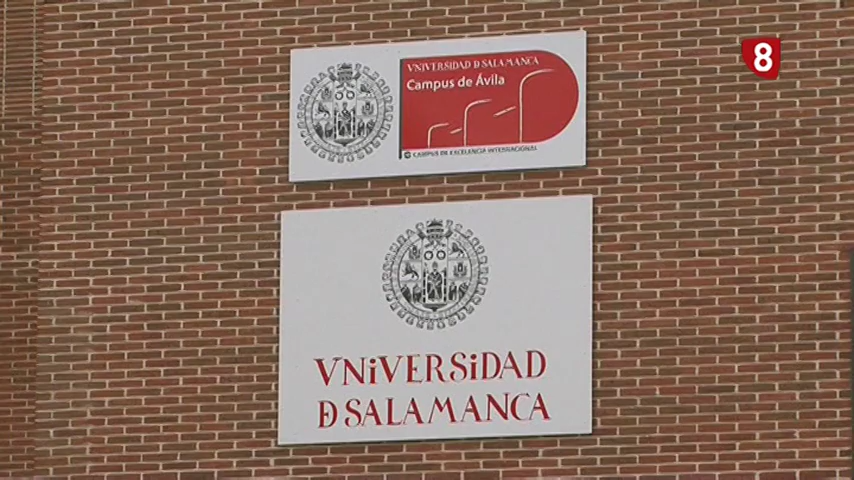 8
VNiVERSiDAD Ð SALAMANCA
Campus de Ávila
CAMPUS DE EXCELENCIA INTERNACIONAL
VNiVERSiDAD
Ð SALAMANCA